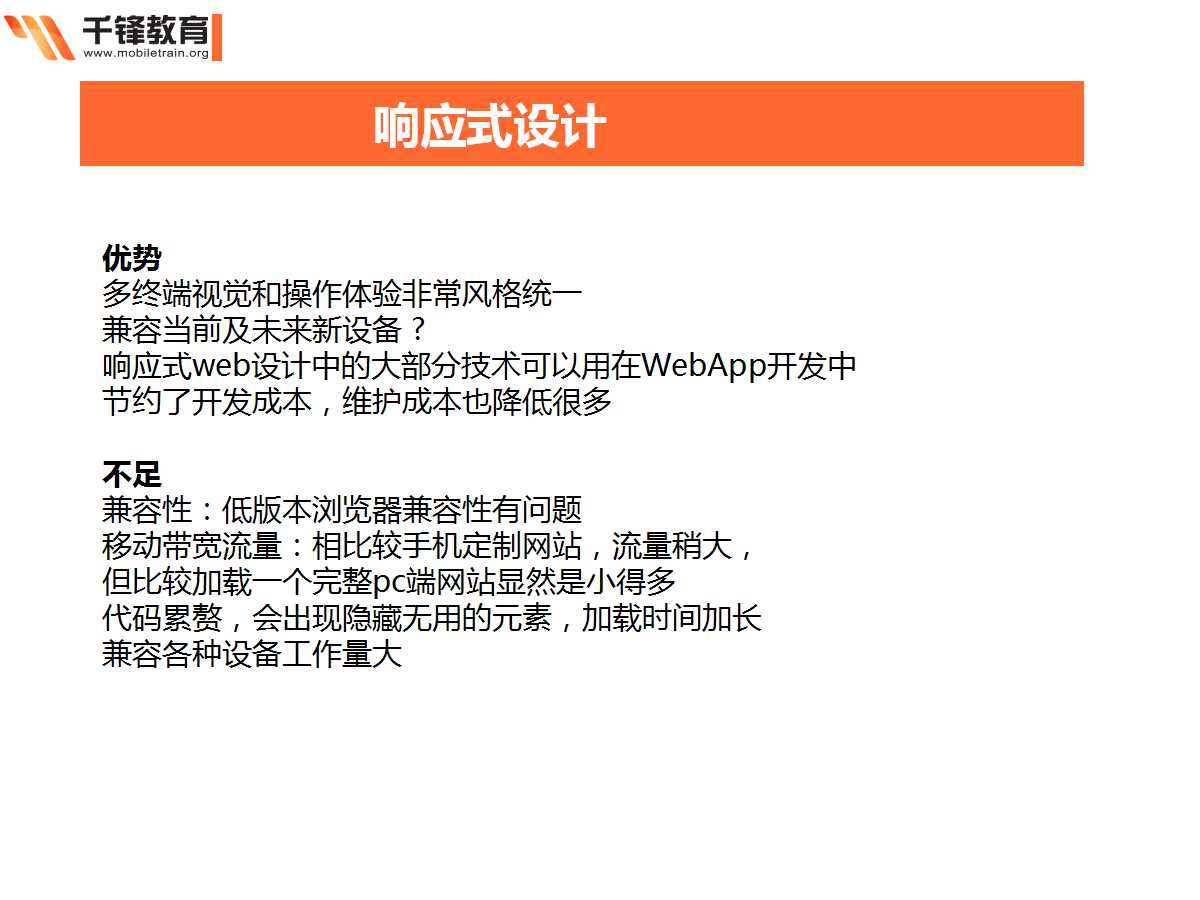 千锋教育
www.mobiletrain.org
响应式设计
优势
多终端视觉和操作体验非常风格统一
兼容当前及未来新设备？
响应式web设计中的大部分技术可以用在WebApp开发中
节约了开发成本，维护成本也降低很多
不足
兼容性：低版本浏览器兼容性有问题
移动带宽流量：相比较手机定制网站，流量稍大，
但比较加载一个完整pc端网站显然是小得多
代码累赘，会出现隐藏无用的元素，加载时间加长
兼容各种设备工作量大